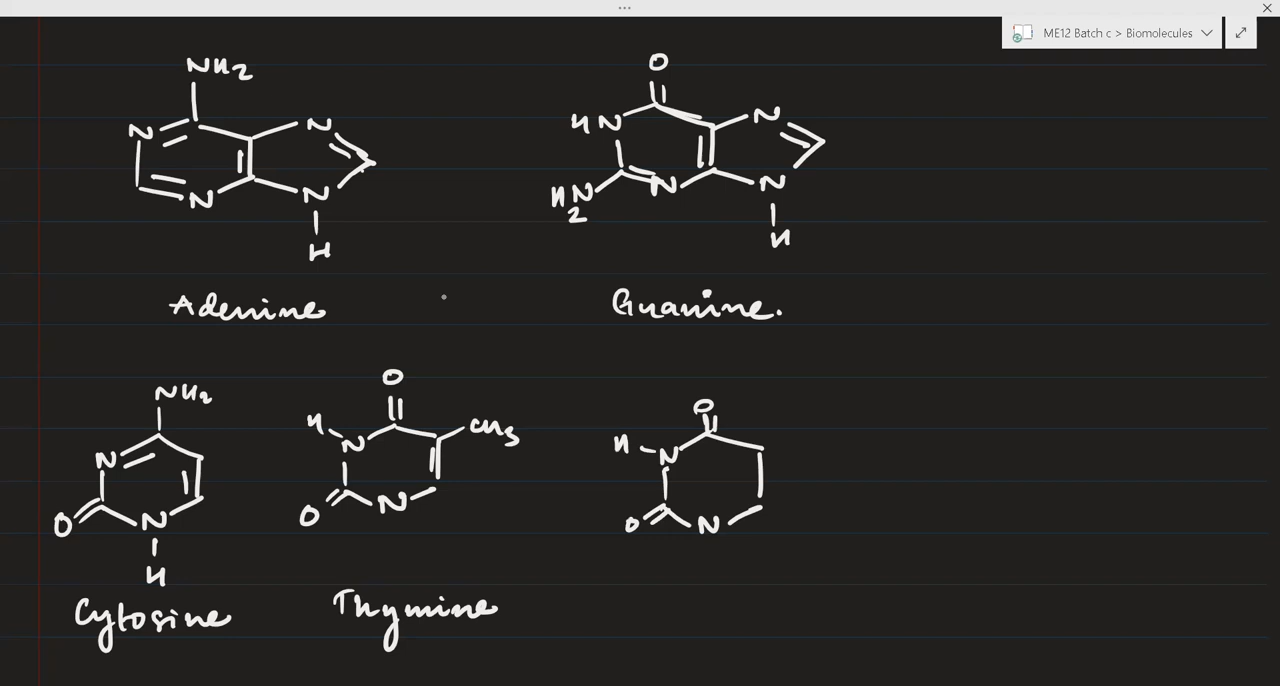 ME12 Batch c > Biomolecules
NH2
N
N
N
N
H
Adenine
O
HN
N
H2N
N
N
H
Guanine.
NH2
N
O
N
H
Cytosine
O
H
N
CH3
O
N
Thymine
O
H
N
O
N